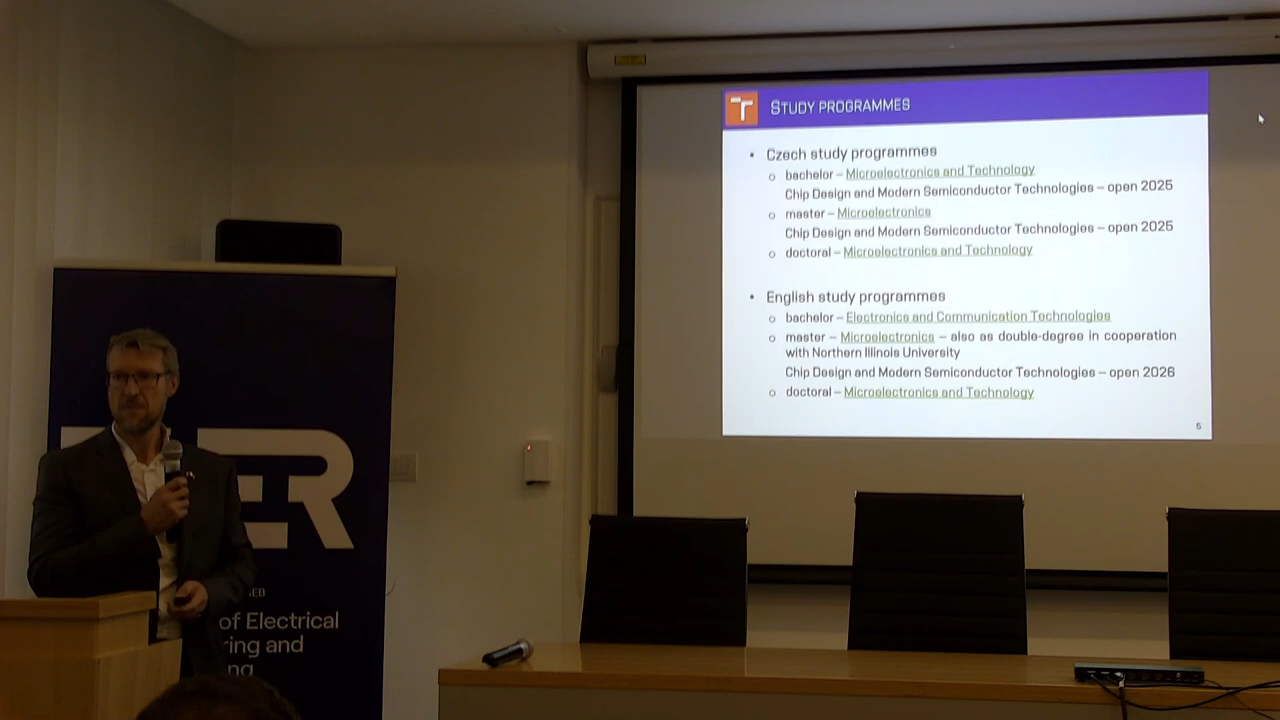 STUDY PROGRAMMES
• Czech study programmes
o bachelor – Microelectronics and Technology
Chip Design and Modern Semiconductor Technologies – open 2025
o master – Microelectronics
Chip Design and Modern Semiconductor Technologies – open 2025
o doctoral – Microelectronics and Technology
• English study programmes
o bachelor – Electronics and Communication Technologies
o master – Microelectronics – also as double-degree in cooperation
with Northern Illinois University
Chip Design and Modern Semiconductor Technologies – open 2026
o doctoral – Microelectronics and Technology
5
ER
EB
of Electrical
ring and
ng